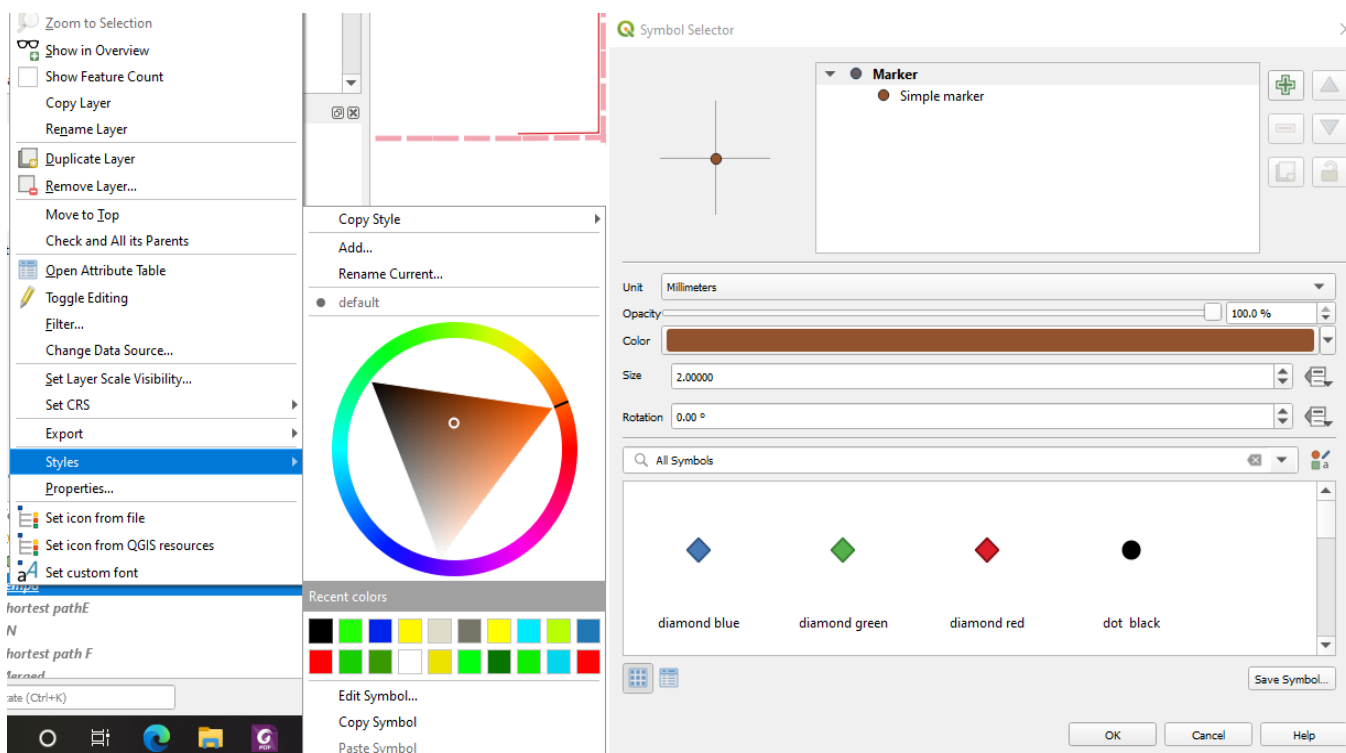 Zoom to Selection
Show in Overview
Show Feature Count
Copy Layer
Rename Layer
Duplicate Layer
Remove Layer...
Move to Top
Check and All its Parents
Open Attribute Table
Toggle Editing
Filter...
Change Data Source...
Set Layer Scale Visibility...
Set CRS
Export
Styles
Properties...
Set icon from file
Set icon from QGIS resources
Set custom font
hortest pathE
N
hortest path F
Merged
cate (Ctrl+K)
PDF
Copy Style
Add...
Rename Current...
default
Recent colors
Edit Symbol...
Copy Symbol
Paste Symbol
Symbol Selector
Marker
Simple marker
Unit
Millimeters
Opacity
100.0 %
Color
Size
2.00000
Rotation
0.00 °
All Symbols
a
diamond blue
diamond green
diamond red
dot  black
Save Symbol...
OK
Cancel
Help